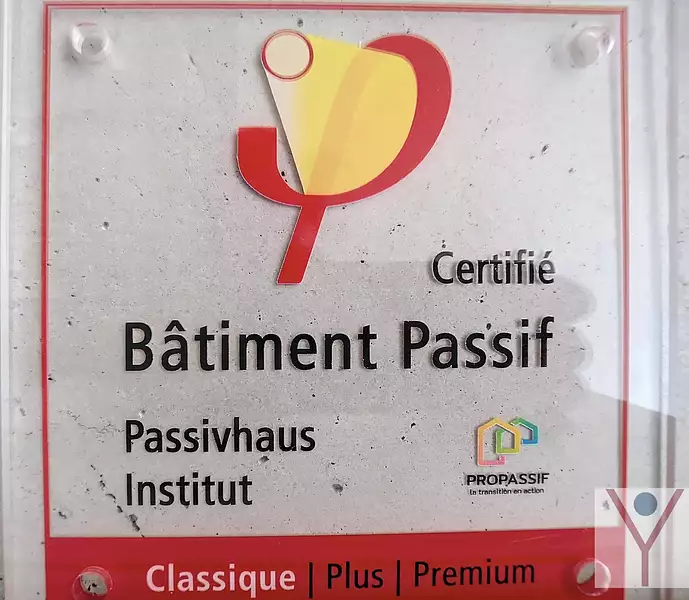 Certifié
Bâtiment Passif
Passivhaus
Institut
PROPASSIF
la transition en action
Classique | Plus | Premium